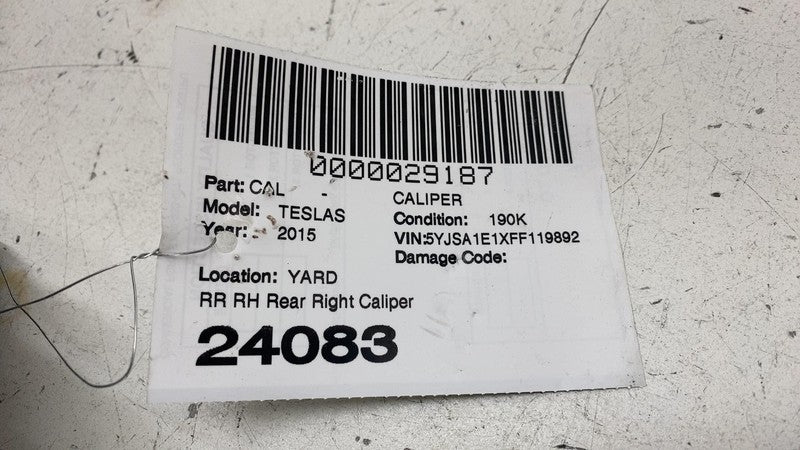 0000029187
Part: CAL - CALIPER
Model: TESLAS Condition: 190K
Year: 2015 VIN:5YJSA1E1XFF119892
Damage Code:
Location: YARD
RR RH Rear Right Caliper
24083